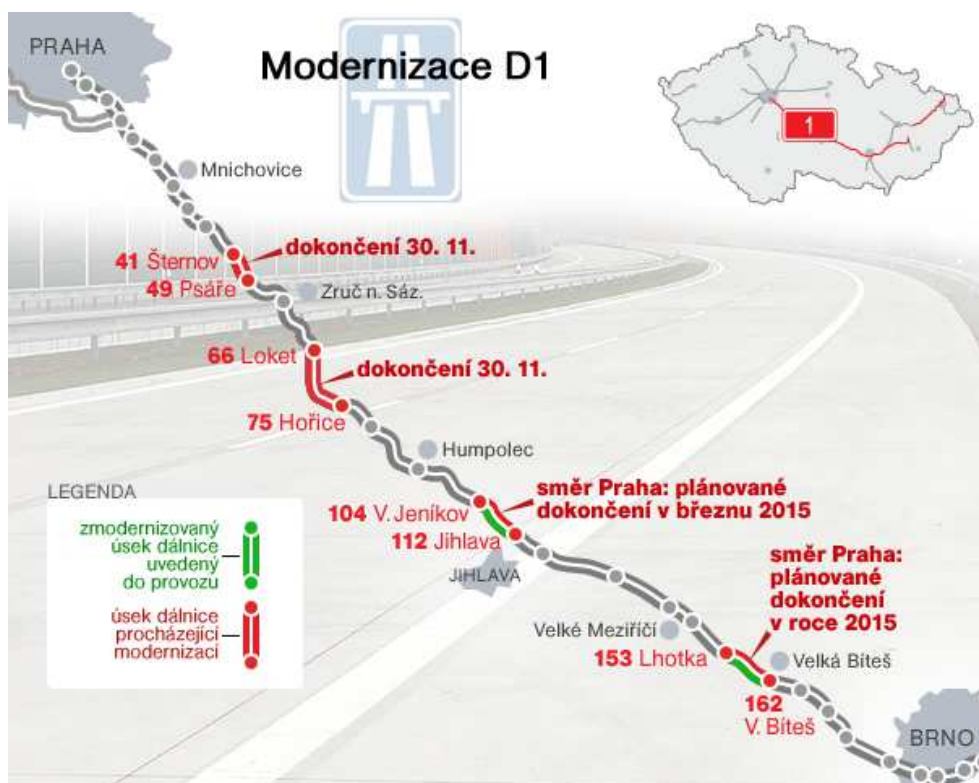 PRAHA
Modernizace D1
1
Mnichovice
dokončení 30. 11.
41 Šternov
49 Psáře
Zruč n. Sáz.
66 Loket
dokončení 30. 11.
75 Hořice
Humpolec
LEGENDA
zmodernizovaný
úsek dálnice
uvedený
do provozu
úsek dálnice
procházející
modernizací
směr Praha: plánované
dokončení v březnu 2015
104 V. Jeníkov
112 Jihlava
JIHLAVA
směr Praha:
plánované
dokončení
v roce 2015
Velké Meziříčí
153 Lhotka
Velká Bíteš
162
V. Bíteš
BRNO